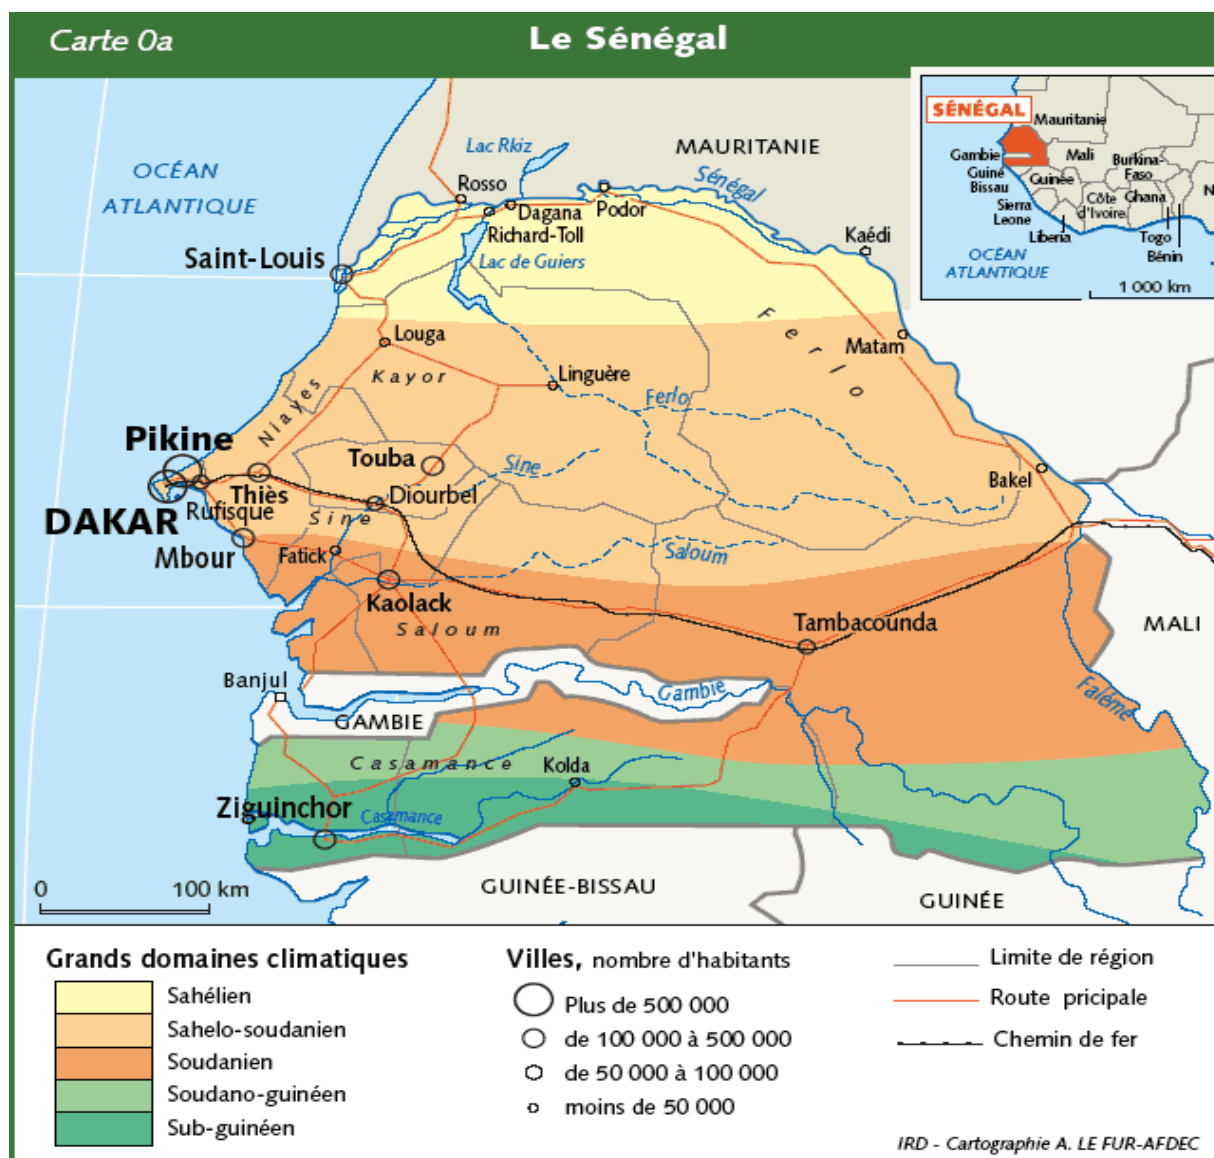 Carte 0a
Le Sénégal
SÉNÉGAL
Mauritanie
Gambie
Mali
Burkina-
Faso
Guiné
Bissau
Guinée
Sierra
Leone
Côte
d'Ivoire
Ghana
N
Liberia
Togo
Bénin
OCÉAN
ATLANTIQUE
1 000 km
OCÉAN
ATLANTIQUE
Lac Rkiz
MAURITANIE
Sénégal
Rosso
Dagana
Podor
Richard-Toll
Kaédi
Saint-Louis
Lac de Guiers
Louga
Ferlo
Matam
Kayor
Linguère
Niayes
Ferlo
Pikine
Touba
Sine
Bakel
Thiès
Diourbel
DAKAR
Rufisque
Sine
Mbour
Fatick
Saloum
Kaolack
Saloum
Tambacounda
MALI
Banjul
Gambie
Falémé
GAMBIE
Casamance
Kolda
Ziguinchor
Casamance
0
100 km
GUINÉE-BISSAU
GUINÉE
Grands domaines climatiques
Sahélien
Sahelo-soudanien
Soudanien
Soudano-guinéen
Sub-guinéen
Villes, nombre d'habitants
Plus de 500 000
de 100 000 à 500 000
de 50 000 à 100 000
moins de 50 000
Limite de région
Route pricipale
Chemin de fer
IRD - Cartographie A. LE FUR-AFDEC